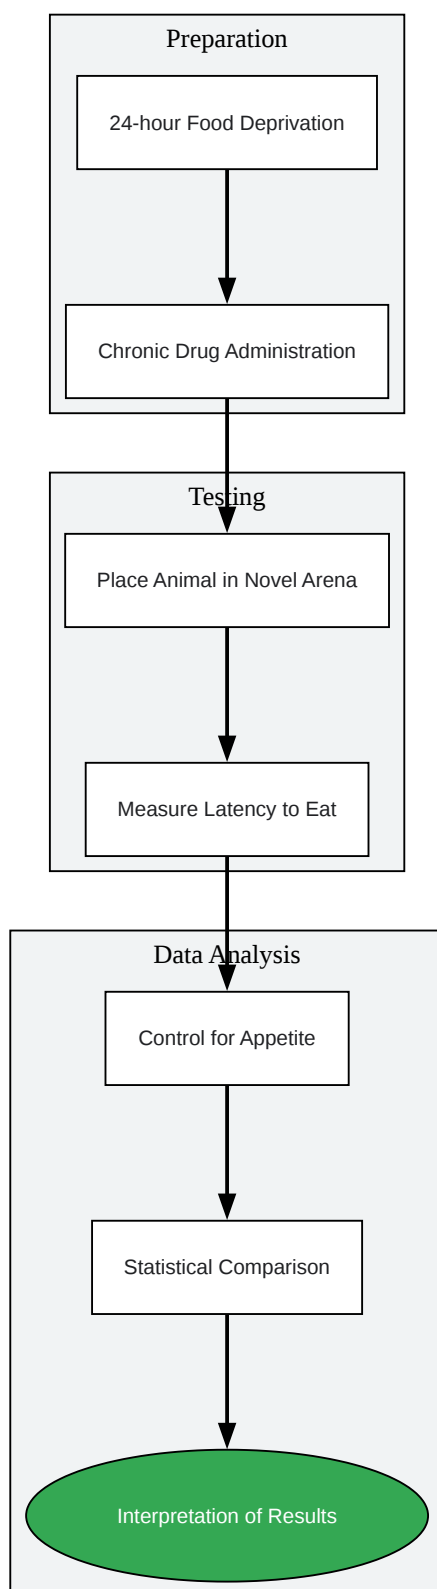 Preparation
24-hour Food Deprivation
Chronic Drug Administration
Testing
Place Animal in Novel Arena
Measure Latency to Eat
Data Analysis
Control for Appetite
Statistical Comparison
Interpretation of Results